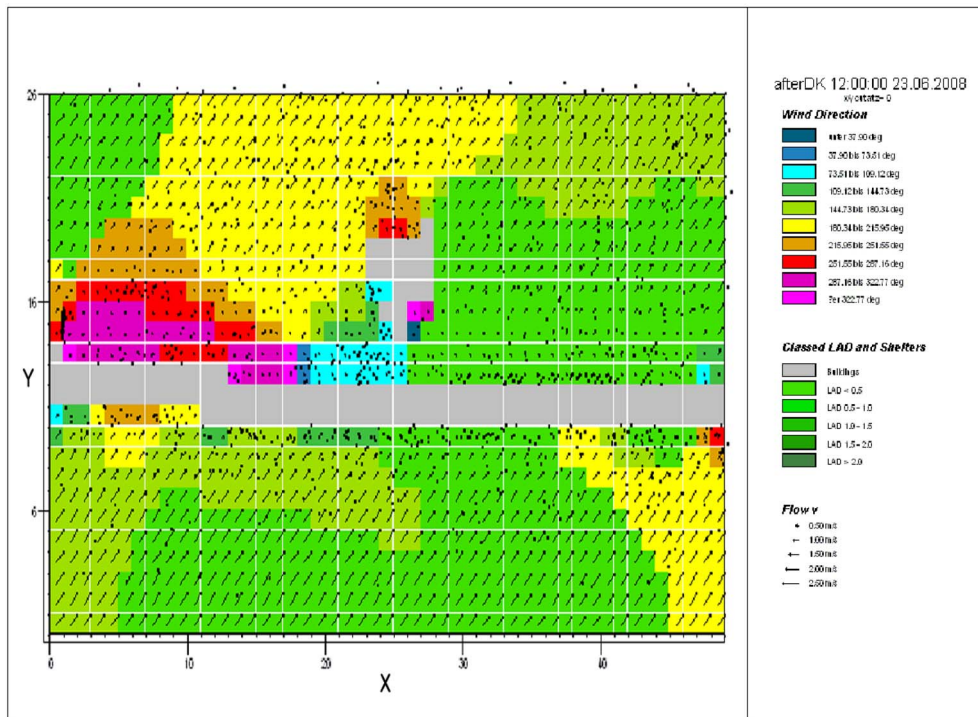 afterDK 12:00:00 23.06.2008
x/y cut at z= 0
Wind Direction
unter 37.90 deg
37.90 bis 73.51 deg
73.51 bis 109.12 deg
109.12 bis 144.73 deg
144.73 bis 180.34 deg
180.34 bis 215.95 deg
215.95 bis 251.55 deg
251.55 bis 287.16 deg
287.16 bis 322.77 deg
322.77 deg
Classed LAD and Shelters
Buildings
LAD < 0.5
LAD 0.5 - 1.0
LAD 1.0 - 1.5
LAD 1.5 - 2.0
LAD > 2.0
Flow v
0.50 m/s
1.00 m/s
1.50 m/s
2.00 m/s
2.50 m/s
26
16
Y
6
0 10 20 30 40
X